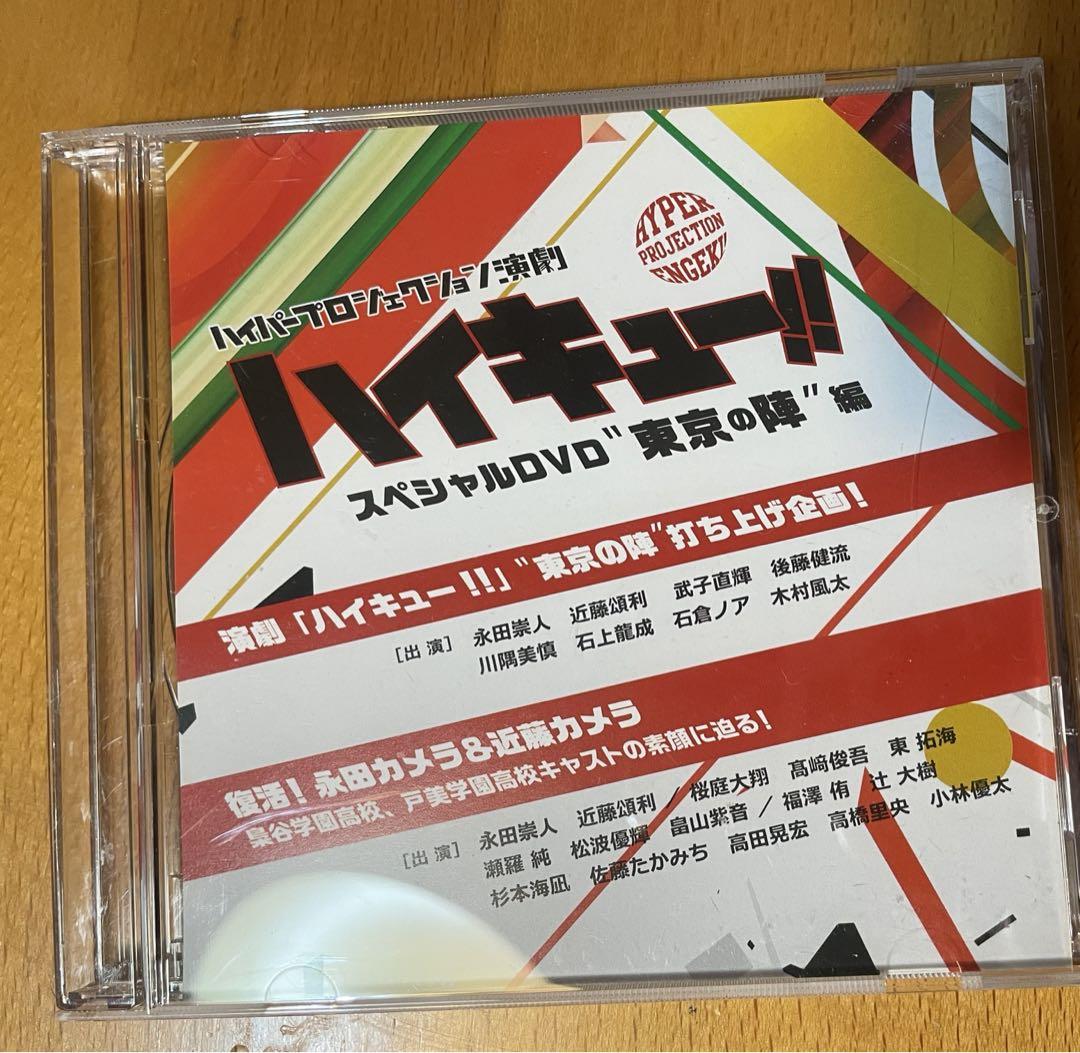 HYPER
PROJECTION
ENGEKI!
ハイパープロジェクション演劇
ハイキュー!!
スペシャルDVD"東京の陣"編
演劇「ハイキュー!!」"東京の陣"打ち上げ企画!
[出 演] 永田崇人 近藤頌利 武子直輝 後藤健流
川隅美慎 石上龍成 石倉ノア 木村風太
復活! 永田カメラ&近藤カメラ
梟谷学園高校、戸美学園高校キャストの素顔に迫る!
[出 演] 永田崇人 近藤頌利 / 桜庭大翔 髙﨑俊吾 東 拓海
瀬羅 純 松波優輝 畠山紫音 / 福澤 侑 辻 大樹
杉本海凪 佐藤たかみち 高田晃宏 高橋里央 小林優太